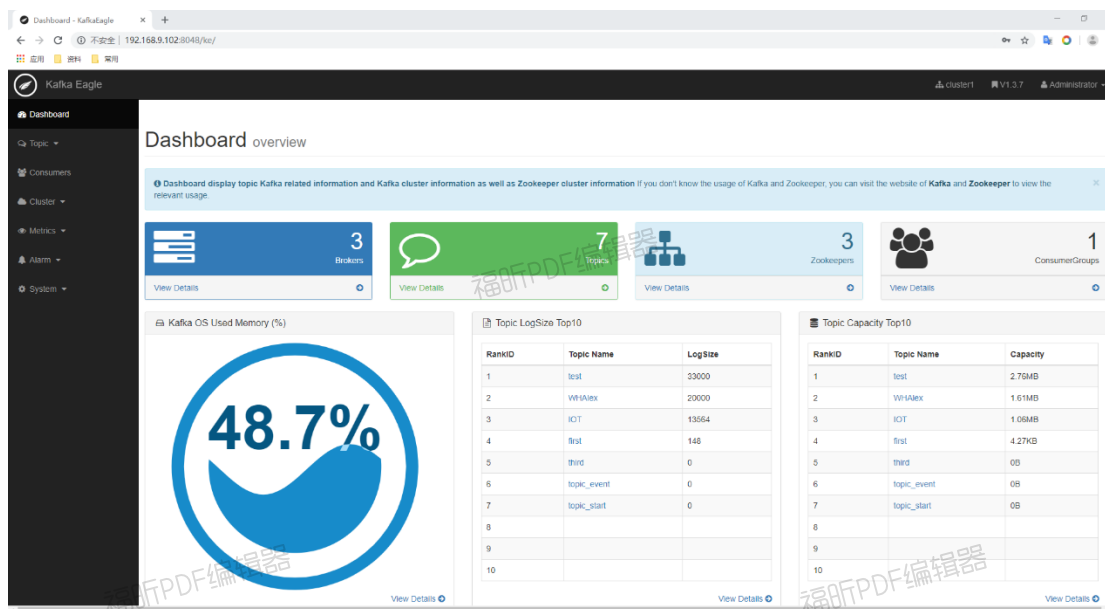 Dashboard - KafkaEagle
不安全 | 192.168.9.102:8048/ke/
应用 资料 常用
Kafka Eagle
cluster1 V1.3.7 Administrator
Dashboard
Topic
Consumers
Cluster
Metrics
Alarm
System
Dashboard overview
Dashboard display topic Kafka related information and Kafka cluster information as well as Zookeeper cluster information If you don't know the usage of Kafka and Zookeeper, you can visit the website of Kafka and Zookeeper to view the
relevant usage.
3
Brokers
View Details
7
Topics
View Details
3
Zookeepers
View Details
1
ConsumerGroups
View Details
Kafka OS Used Memory (%)
48.7%
View Details
Topic LogSize Top10
RankID Topic Name LogSize
1 test 33000
2 WHAlex 20000
3 IOT 13564
4 first 148
5 third 0
6 topic_event 0
7 topic_start 0
8
9
10
View Details
Topic Capacity Top10
RankID Topic Name Capacity
1 test 2.76MB
2 WHAlex 1.61MB
3 IOT 1.06MB
4 first 4.27KB
5 third 0B
6 topic_event 0B
7 topic_start 0B
8
9
10
View Details
福昕PDF编辑器
福昕PDF编辑器
福昕PDF编辑器